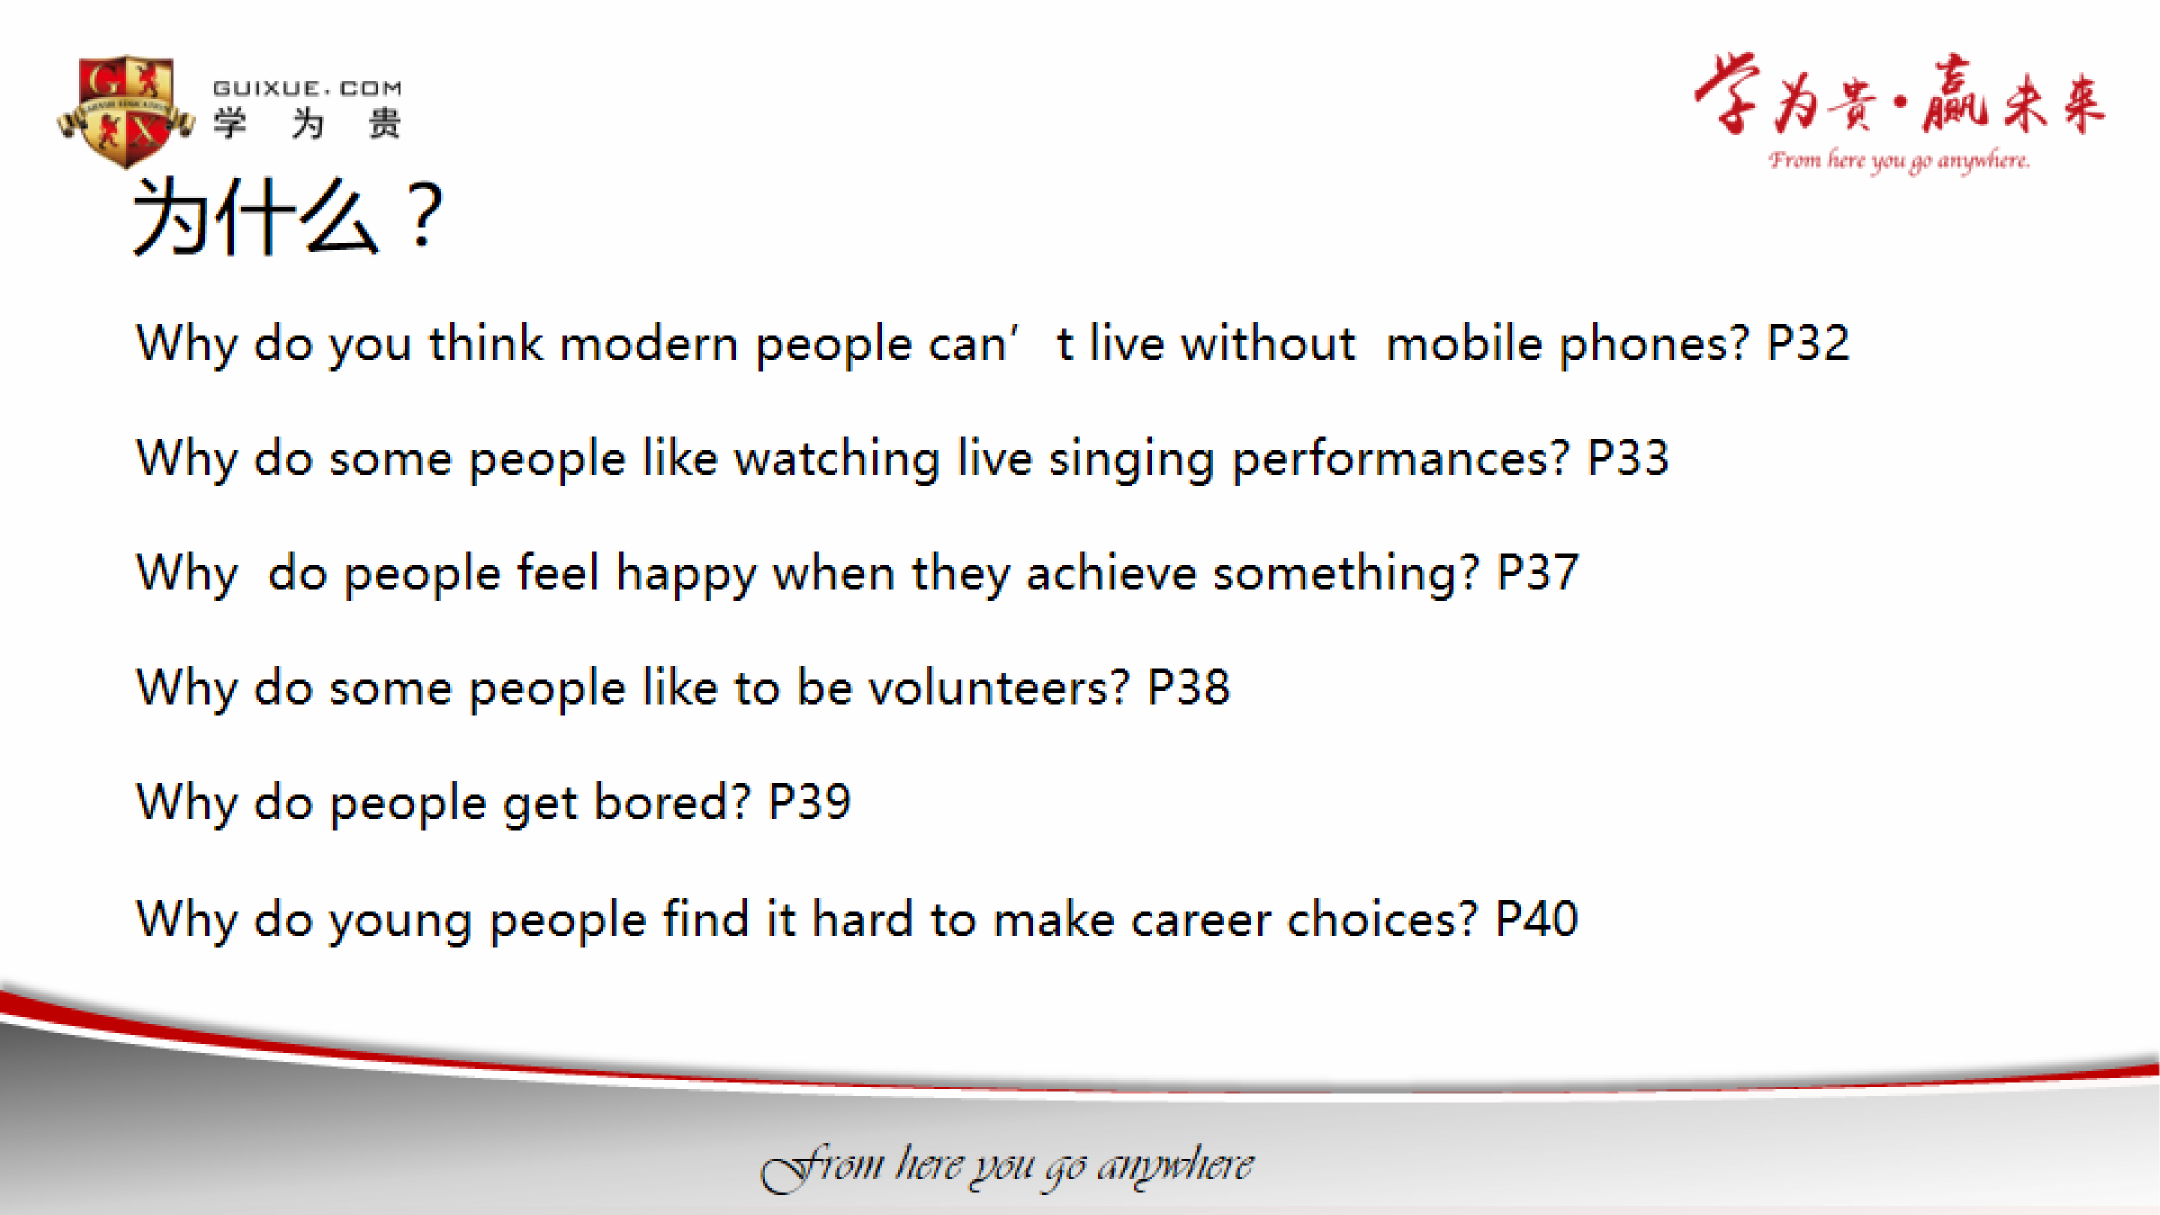 GUIXUE.COM
学为贵
学为贵·赢未来
From here you go anywhere.
为什么？
Why do you think modern people can’t live without  mobile phones? P32
Why do some people like watching live singing performances? P33
Why  do people feel happy when they achieve something? P37
Why do some people like to be volunteers? P38
Why do people get bored? P39
Why do young people find it hard to make career choices? P40
From here you go anywhere